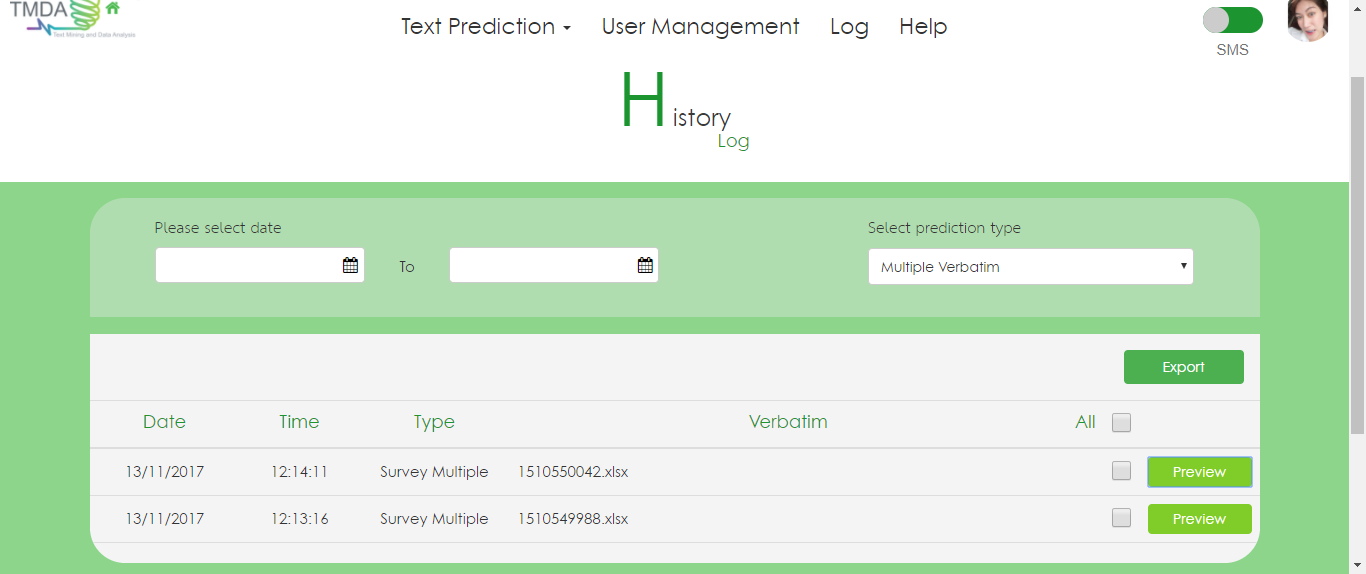 TMDA
Text Mining and Data Analysis
Text Prediction User Management Log Help
SMS
History
Log
Please select date
Select prediction type
To
Multiple Verbatim
Export
Date Time Type Verbatim All
13/11/2017 12:14:11 Survey Multiple 1510550042.xlsx Preview
13/11/2017 12:13:16 Survey Multiple 1510549988.xlsx Preview